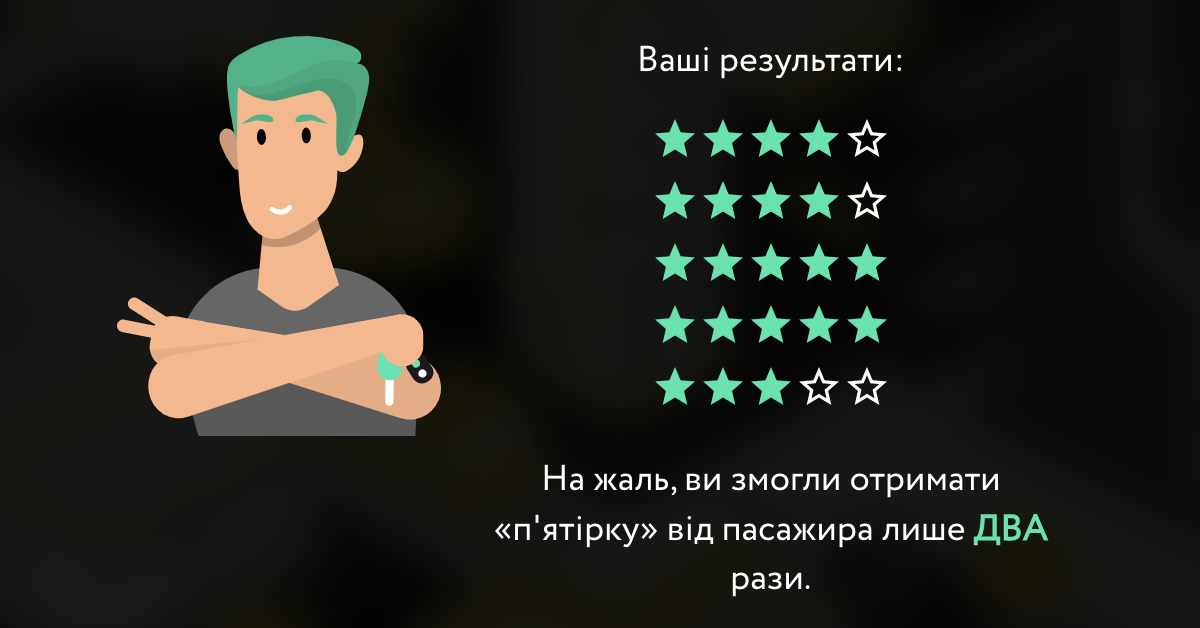 Ваші результати:
На жаль, ви змогли отримати
«п'ятірку» від пасажира лише ДВА
рази.